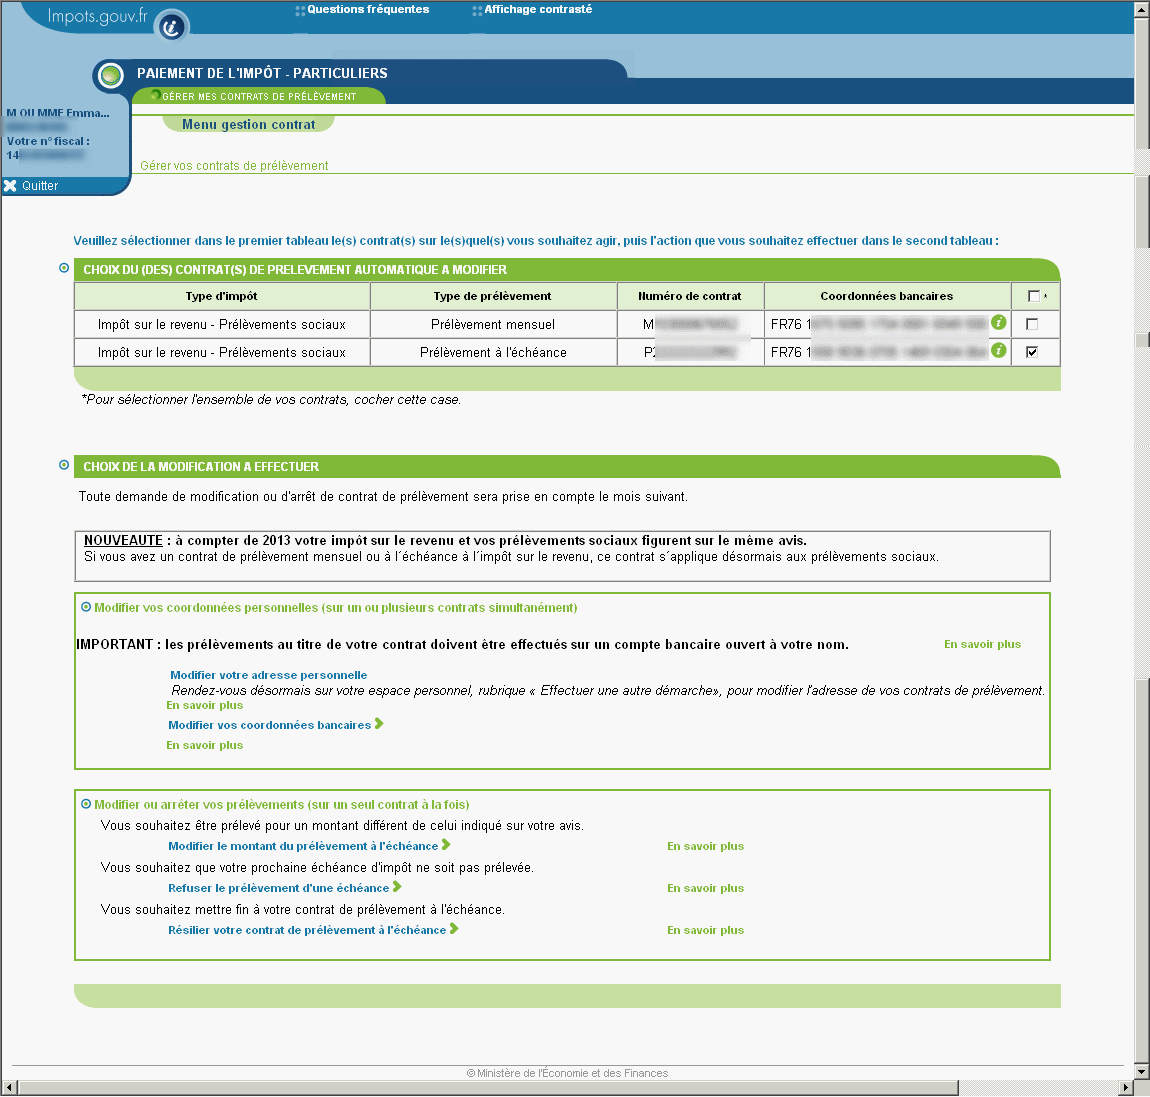 Impots.gouv.fr
Questions fréquentes
Affichage contrasté
PAIEMENT DE L'IMPÔT - PARTICULIERS
GÉRER MES CONTRATS DE PRÉLÈVEMENT
Menu gestion contrat
M OU MME Emma...
Votre n° fiscal :
14
Quitter
Gérer vos contrats de prélèvement
Veuillez sélectionner dans le premier tableau le(s) contrat(s) sur le(s)quel(s) vous souhaitez agir, puis l'action que vous souhaitez effectuer dans le second tableau :
CHOIX DU (DES) CONTRAT(S) DE PRELEVEMENT AUTOMATIQUE A MODIFIER
Type d'impôt Type de prélèvement Numéro de contrat Coordonnées bancaires *
Impôt sur le revenu - Prélèvements sociaux Prélèvement mensuel M FR76 1
Impôt sur le revenu - Prélèvements sociaux Prélèvement à l'échéance P2 FR76 1
*Pour sélectionner l'ensemble de vos contrats, cocher cette case.
CHOIX DE LA MODIFICATION A EFFECTUER
Toute demande de modification ou d'arrêt de contrat de prélèvement sera prise en compte le mois suivant.
NOUVEAUTE : à compter de 2013 votre impôt sur le revenu et vos prélèvements sociaux figurent sur le même avis.
Si vous avez un contrat de prélèvement mensuel ou à l´échéance à l´impôt sur le revenu, ce contrat s´applique désormais aux prélèvements sociaux.
Modifier vos coordonnées personnelles (sur un ou plusieurs contrats simultanément)
IMPORTANT : les prélèvements au titre de votre contrat doivent être effectués sur un compte bancaire ouvert à votre nom. En savoir plus
Modifier votre adresse personnelle
Rendez-vous désormais sur votre espace personnel, rubrique « Effectuer une autre démarche», pour modifier l'adresse de vos contrats de prélèvement.
En savoir plus
Modifier vos coordonnées bancaires
En savoir plus
Modifier ou arrêter vos prélèvements (sur un seul contrat à la fois)
Vous souhaitez être prélevé pour un montant différent de celui indiqué sur votre avis.
Modifier le montant du prélèvement à l'échéance En savoir plus
Vous souhaitez que votre prochaine échéance d'impôt ne soit pas prélevée.
Refuser le prélèvement d'une échéance En savoir plus
Vous souhaitez mettre fin à votre contrat de prélèvement à l'échéance.
Résilier votre contrat de prélèvement à l'échéance En savoir plus
© Ministère de l'Économie et des Finances